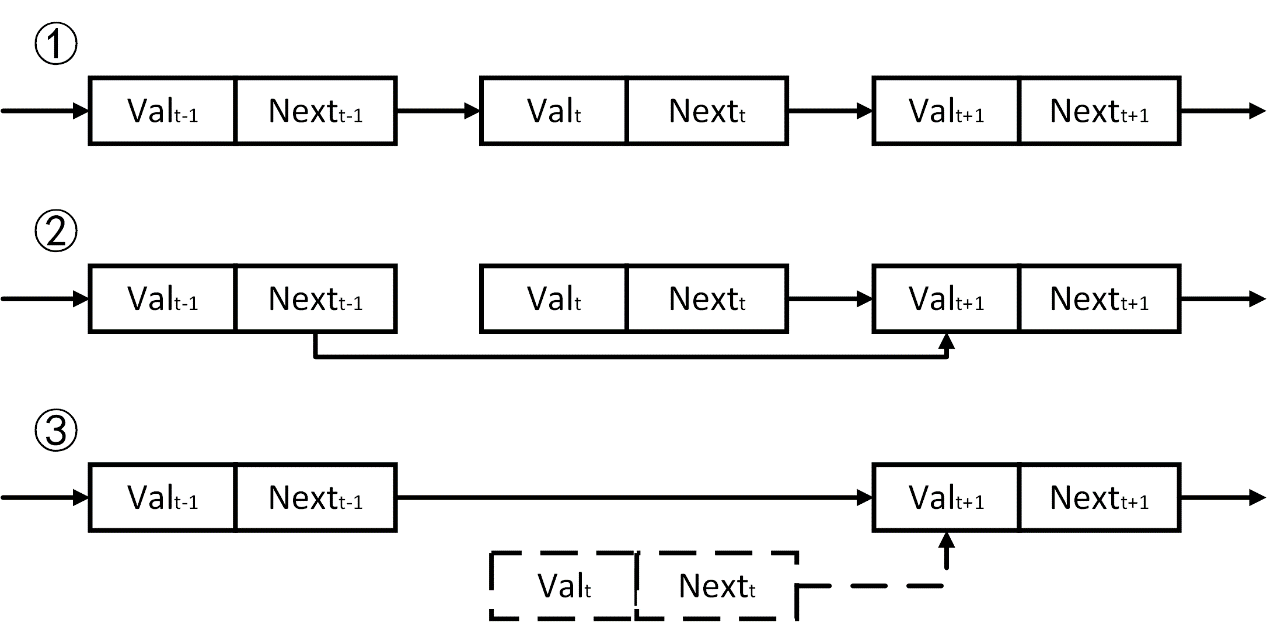 ①
Valt-1 Nextt-1 Valt Nextt Valt+1 Nextt+1
②
Valt-1 Nextt-1 Valt Nextt Valt+1 Nextt+1
③
Valt-1 Nextt-1 Valt+1 Nextt+1
Valt Nextt